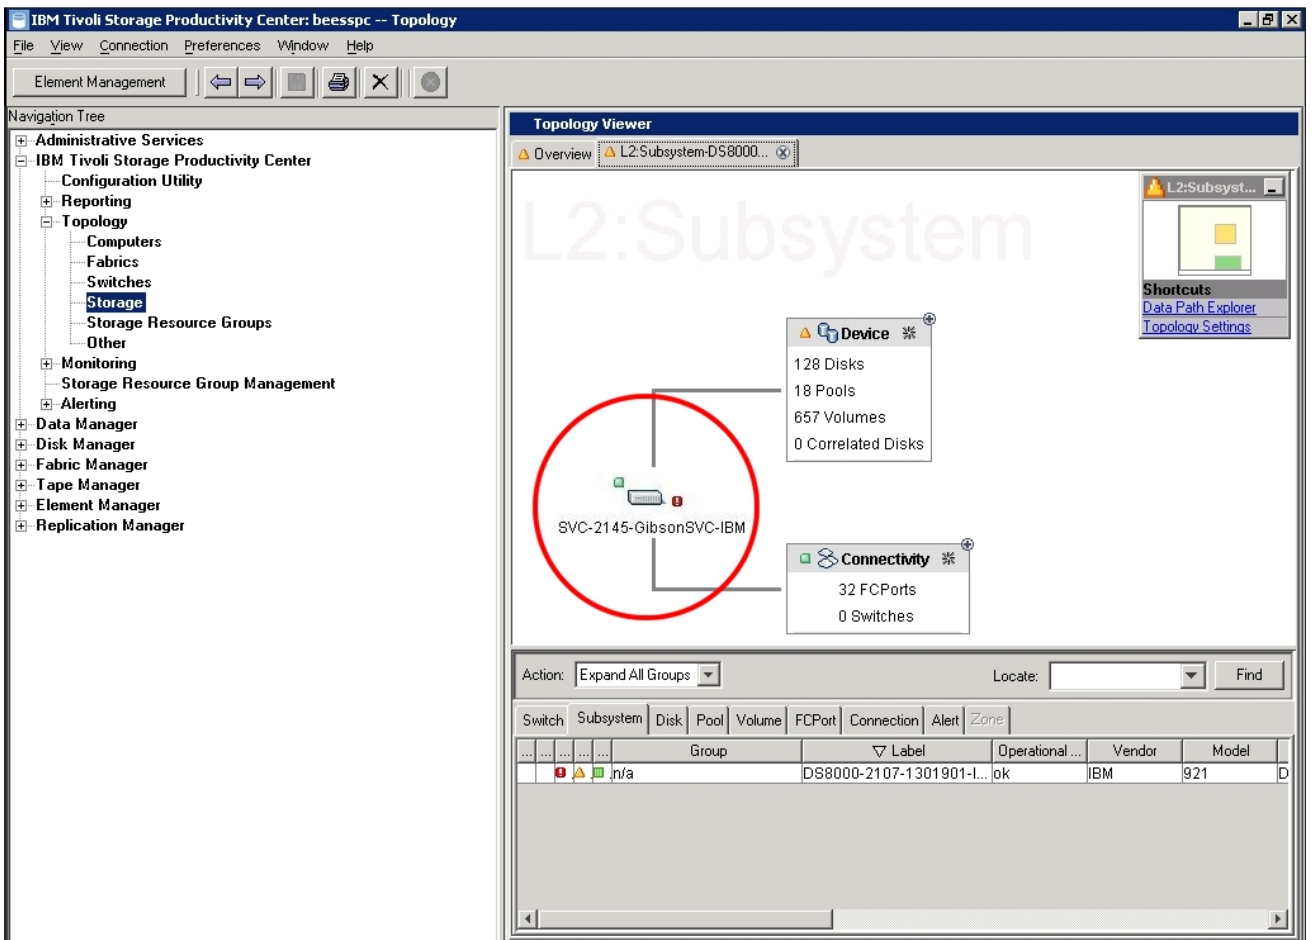 IBM Tivoli Storage Productivity Center: beesspc -- Topology
File View Connection Preferences Window Help
Element Management
Navigation Tree
Administrative Services
IBM Tivoli Storage Productivity Center
Configuration Utility
Reporting
Topology
Computers
Fabrics
Switches
Storage
Storage Resource Groups
Other
Monitoring
Storage Resource Group Management
Alerting
Data Manager
Disk Manager
Fabric Manager
Tape Manager
Element Manager
Replication Manager
Topology Viewer
Overview L2:Subsystem-DS8000...
L2:Subsystem
L2:Subsyst...
Shortcuts
Data Path Explorer
Topology Settings
Device
128 Disks
18 Pools
657 Volumes
0 Correlated Disks
SVC-2145-GibsonSVC-IBM
Connectivity
32 FCPorts
0 Switches
Action: Expand All Groups Locate: Find
Switch Subsystem Disk Pool Volume FCPort Connection Alert Zone
... ... ... ... ... Group Label Operational ... Vendor Model
n/a DS8000-2107-1301901-I... ok IBM 921 D